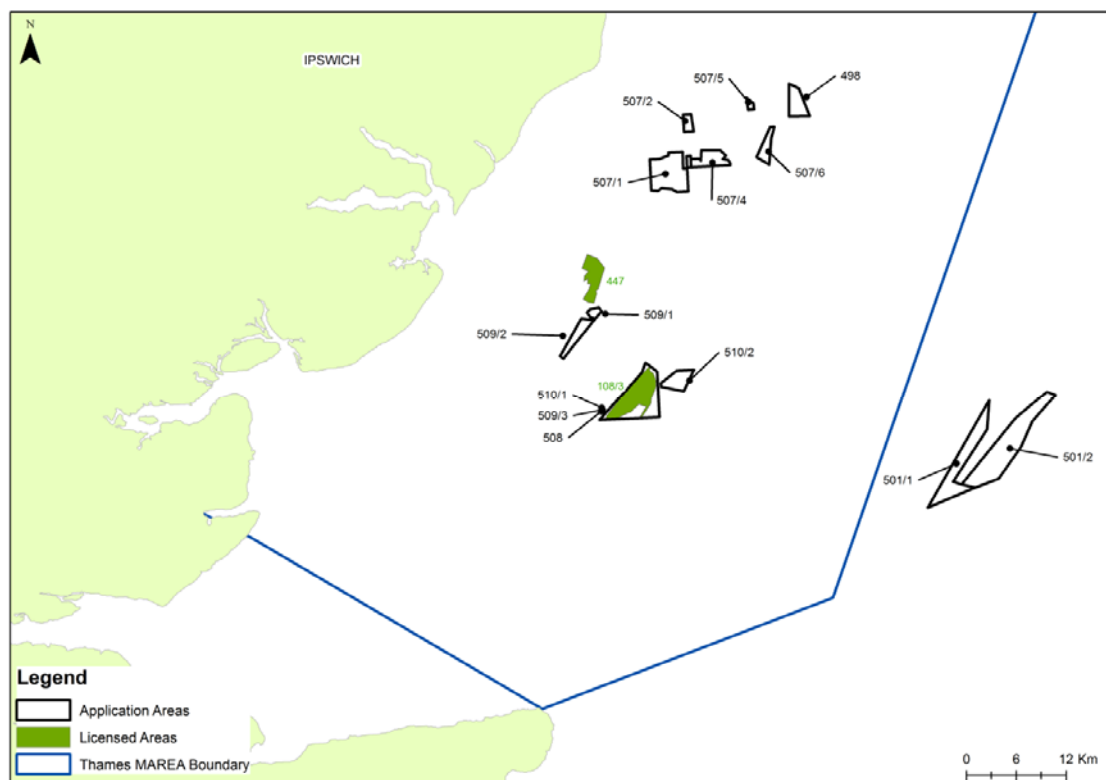 N
IPSWICH
507/5
498
507/2
507/6
507/1
507/4
447
509/1
509/2
510/2
108/3
510/1
509/3
508
501/2
501/1
Legend
Application Areas
Licensed Areas
Thames MAREA Boundary
0 6 12 Km